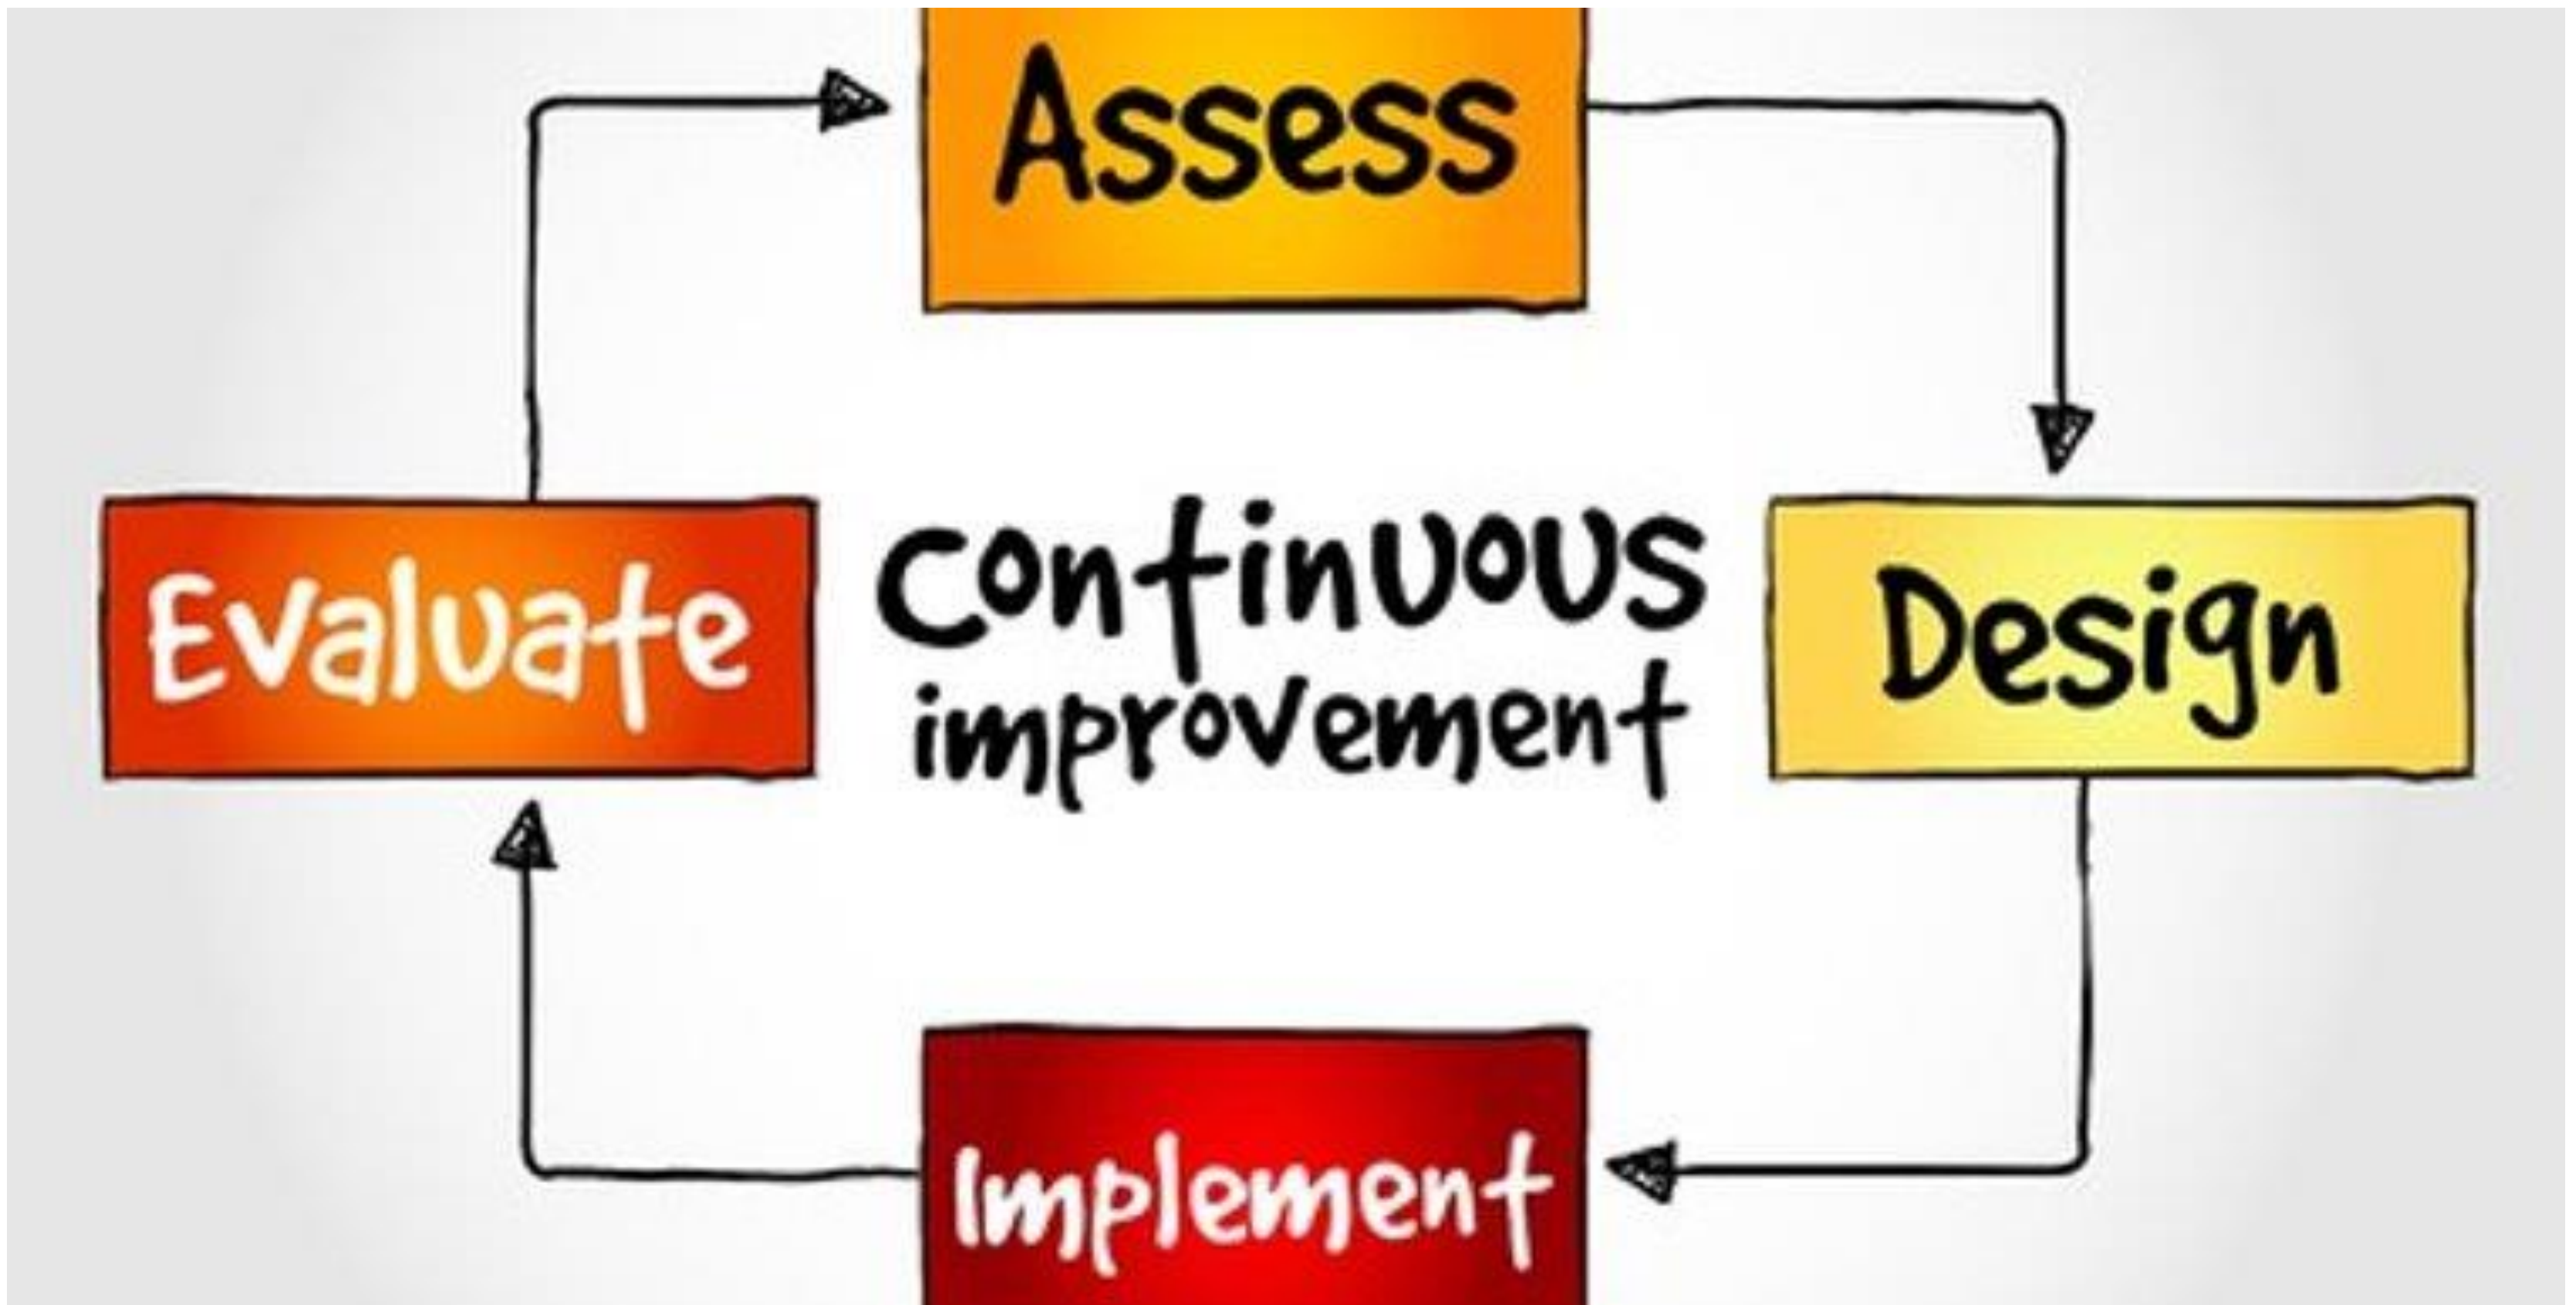 Assess
Evaluate
Continuous
improvement
Design
Implement